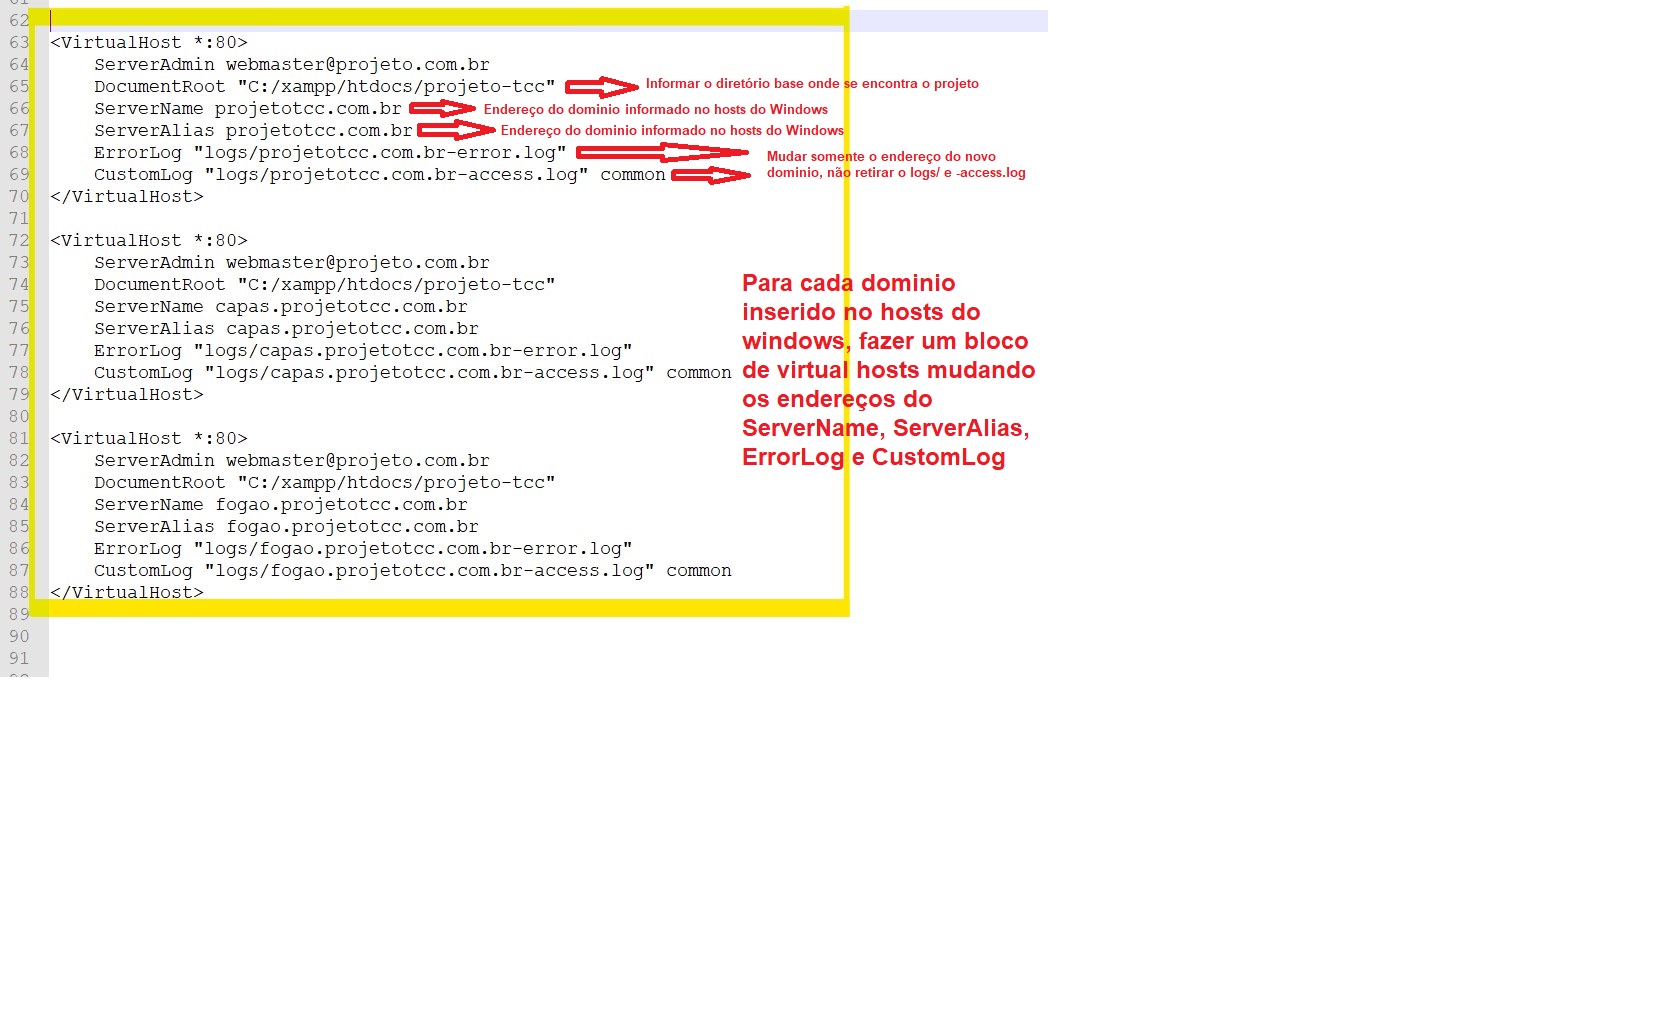 62
63 <VirtualHost *:80>
64 ServerAdmin webmaster@projeto.com.br
65 DocumentRoot "C:/xampp/htdocs/projeto-tcc" Informar o diretório base onde se encontra o projeto
66 ServerName projetotcc.com.br Endereço do dominio informado no hosts do Windows
67 ServerAlias projetotcc.com.br Endereço do dominio informado no hosts do Windows
68 ErrorLog "logs/projetotcc.com.br-error.log"
Mudar somente o endereço do novo
dominio, não retirar o logs/ e -access.log
69 CustomLog "logs/projetotcc.com.br-access.log" common
70 </VirtualHost>
71
72 <VirtualHost *:80>
73 ServerAdmin webmaster@projeto.com.br
74 DocumentRoot "C:/xampp/htdocs/projeto-tcc"
75 ServerName capas.projetotcc.com.br
76 ServerAlias capas.projetotcc.com.br
77 ErrorLog "logs/capas.projetotcc.com.br-error.log"
78 CustomLog "logs/capas.projetotcc.com.br-access.log" common
79 </VirtualHost>
80
81 <VirtualHost *:80>
82 ServerAdmin webmaster@projeto.com.br
83 DocumentRoot "C:/xampp/htdocs/projeto-tcc"
84 ServerName fogao.projetotcc.com.br
85 ServerAlias fogao.projetotcc.com.br
86 ErrorLog "logs/fogao.projetotcc.com.br-error.log"
87 CustomLog "logs/fogao.projetotcc.com.br-access.log" common
88 </VirtualHost>
89
90
91
Para cada dominio
inserido no hosts do
windows, fazer um bloco
de virtual hosts mudando
os endereços do
ServerName, ServerAlias,
ErrorLog e CustomLog